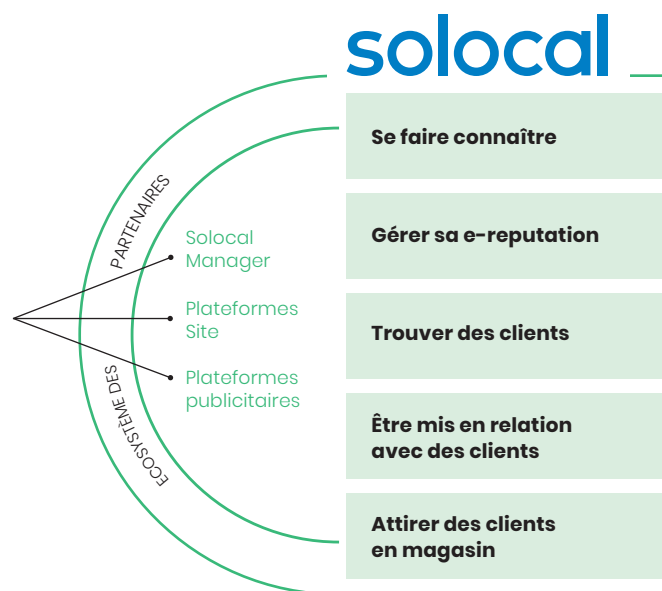 solocal
ECOSYSTÈME DES PARTENAIRES
Solocal
Manager
Plateformes
Site
Plateformes
publicitaires
Se faire connaître
Gérer sa e-reputation
Trouver des clients
Être mis en relation
avec des clients
Attirer des clients
en magasin